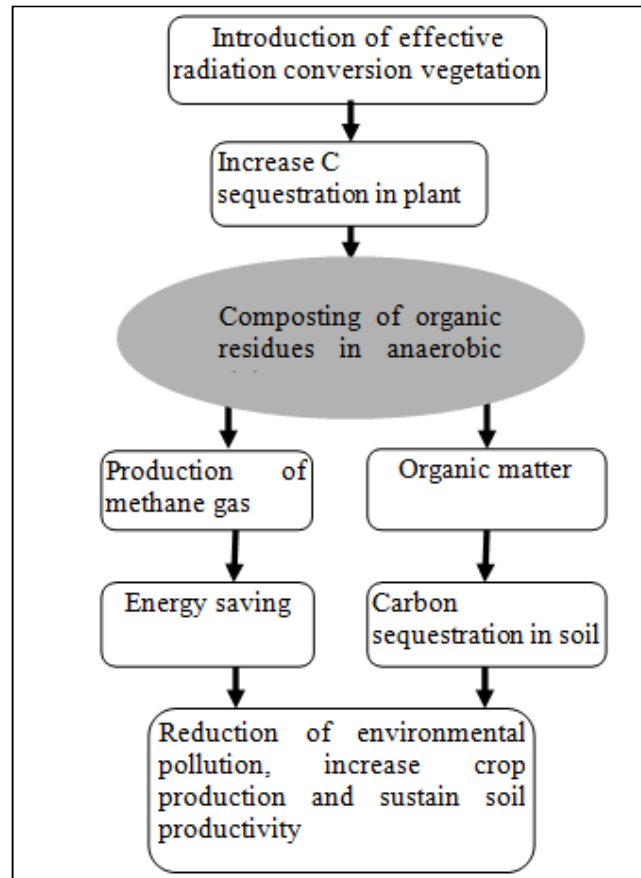 Introduction of effective
radiation conversion vegetation
Increase C
sequestration in plant
Composting of organic
residues in anaerobic
Production of
methane gas
Organic matter
Energy saving
Carbon
sequestration in soil
Reduction of environmental
pollution, increase crop
production and sustain soil
productivity